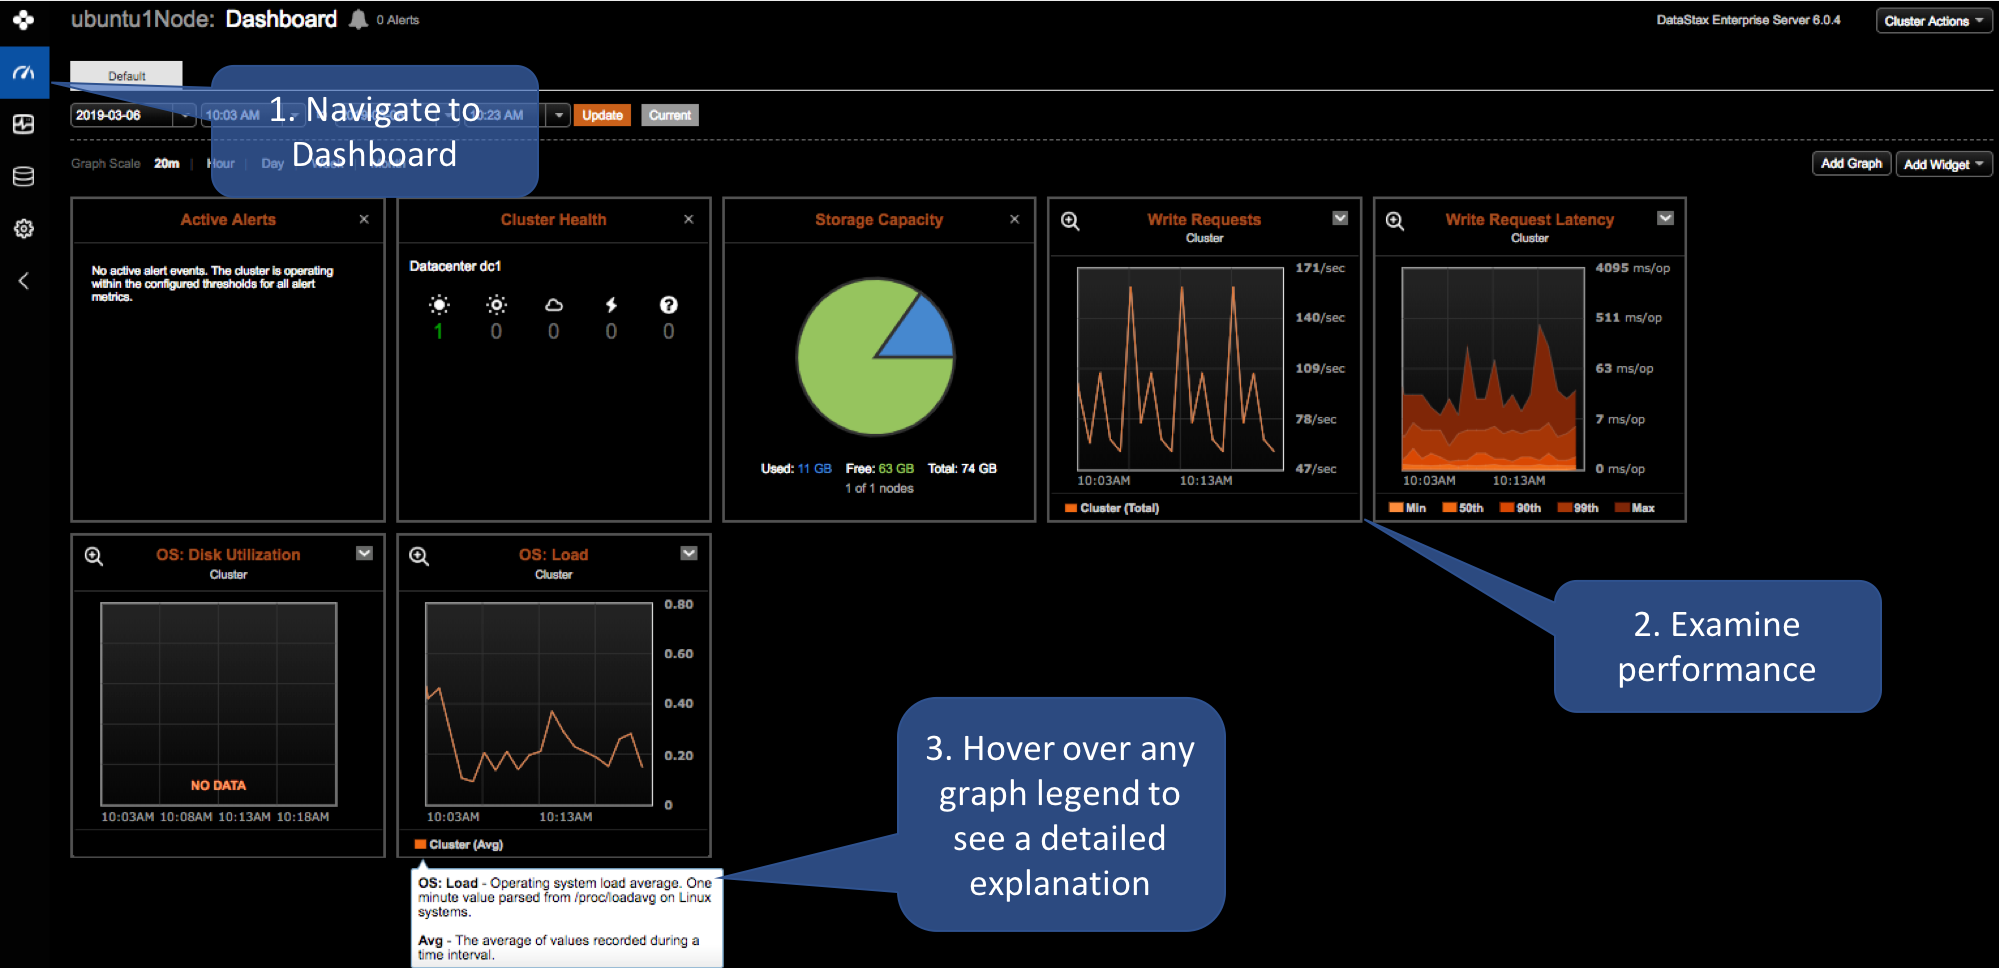 ubuntu1Node: Dashboard 0 Alerts
DataStax Enterprise Server 6.0.4
Cluster Actions
Default
1. Navigate to
Dashboard
2019-03-06
10:03 AM
10:23 AM
Update
Current
Graph Scale 20m | Hour | Day
Add Graph
Add Widget
Active Alerts
No active alert events. The cluster is operating
within the configured thresholds for all alert
metrics.
Cluster Health
Datacenter dc1
1 0 0 0 0
Storage Capacity
Used: 11 GB Free: 63 GB Total: 74 GB
1 of 1 nodes
Write Requests
Cluster
171/sec
140/sec
109/sec
78/sec
47/sec
10:03AM 10:13AM
Cluster (Total)
Write Request Latency
Cluster
4095 ms/op
511 ms/op
63 ms/op
7 ms/op
0 ms/op
10:03AM 10:13AM
Min 50th 90th 99th Max
OS: Disk Utilization
Cluster
NO DATA
10:03AM 10:08AM 10:13AM 10:18AM
OS: Load
Cluster
0.80
0.60
0.40
0.20
0
10:03AM 10:13AM
Cluster (Avg)
OS: Load - Operating system load average. One
minute value parsed from /proc/loadavg on Linux
systems.
Avg - The average of values recorded during a
time interval.
2. Examine
performance
3. Hover over any
graph legend to
see a detailed
explanation